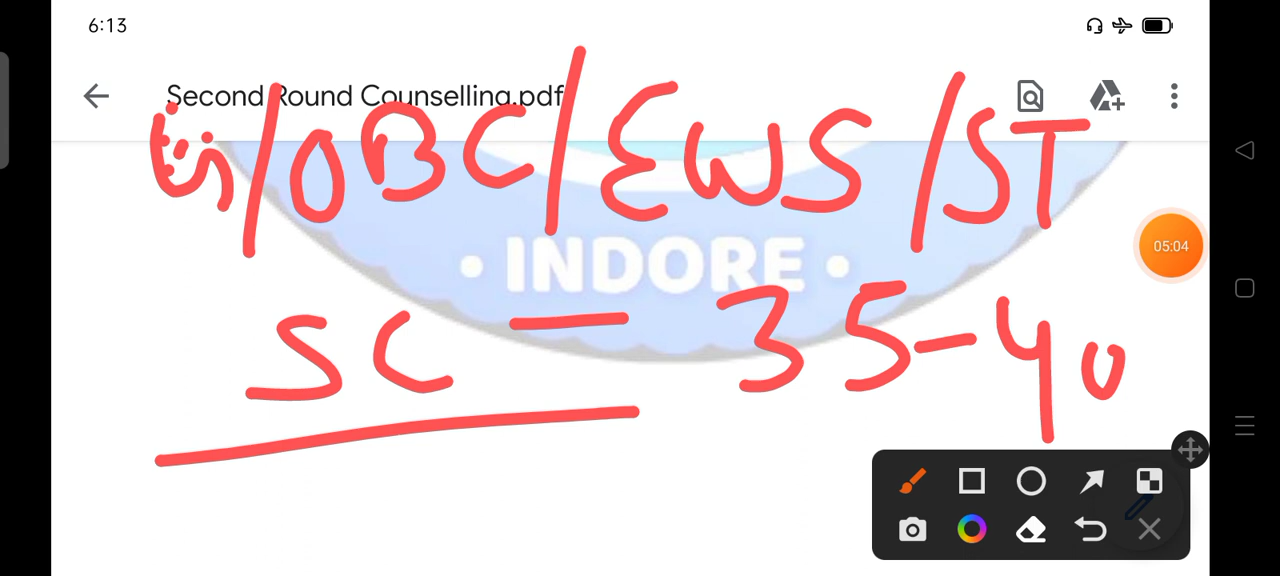 6:13
Second Round Counselling.pdf
/OBC/EWS/ST
• INDORE •
05:04
SC - 35-40